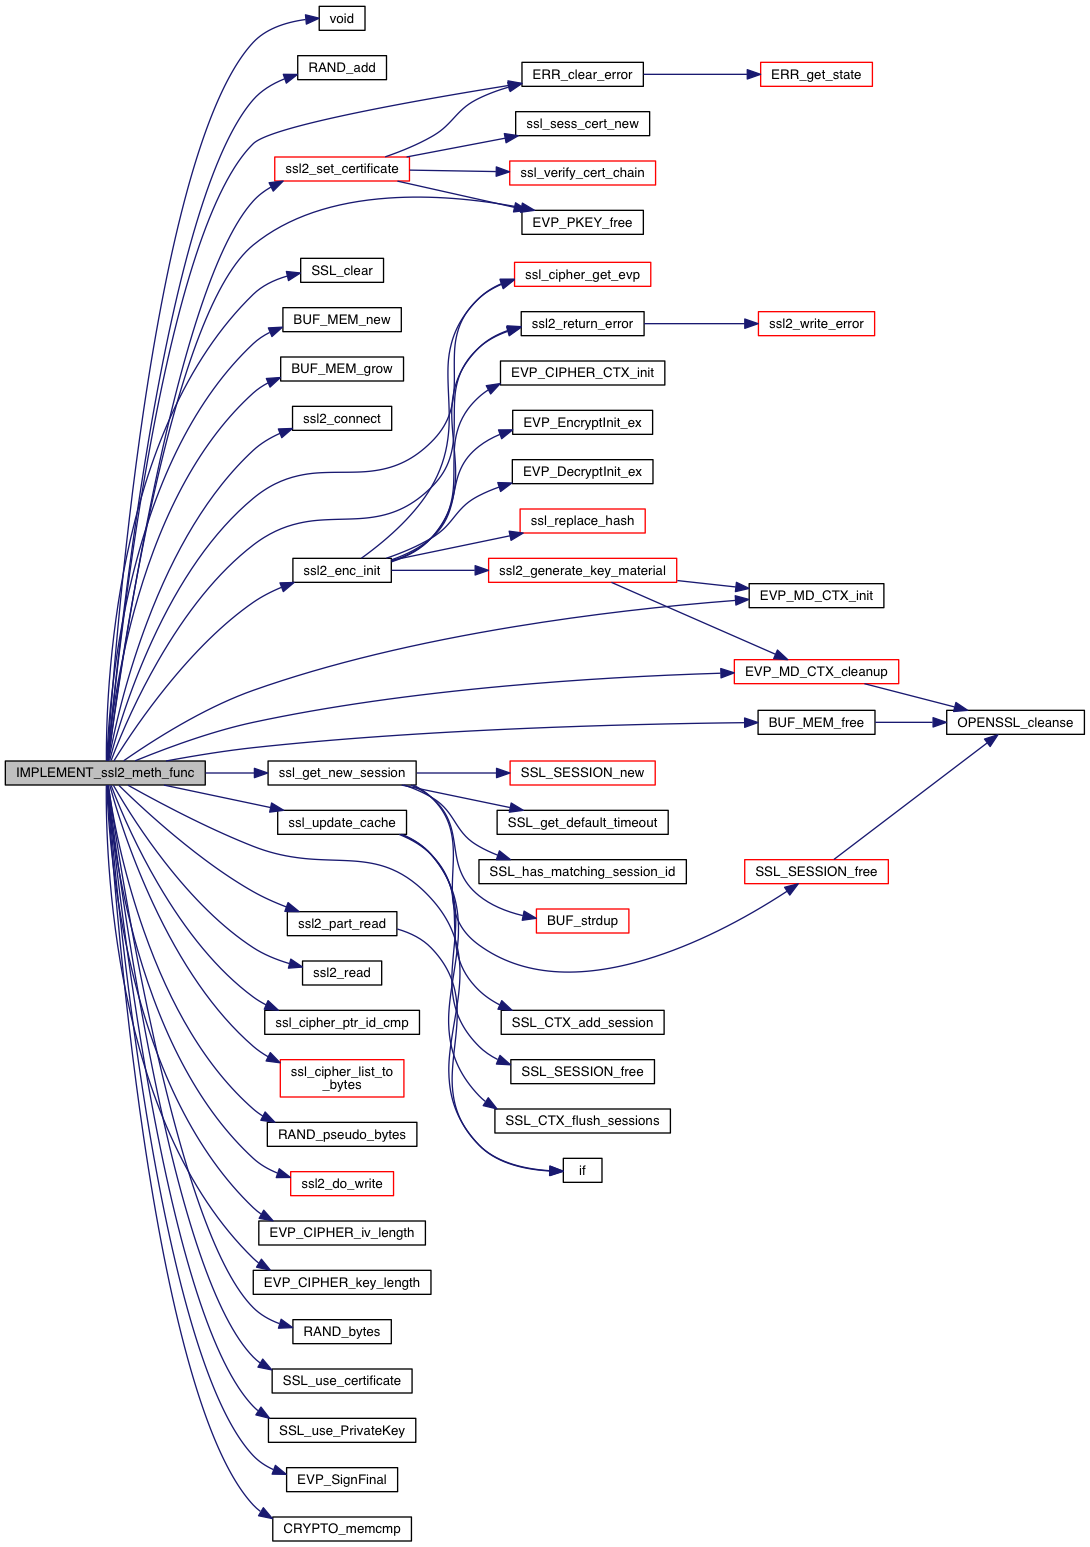 void
RAND_add
ERR_clear_error
ERR_get_state
ssl_sess_cert_new
ssl2_set_certificate
ssl_verify_cert_chain
EVP_PKEY_free
SSL_clear
ssl_cipher_get_evp
BUF_MEM_new
ssl2_return_error
ssl2_write_error
BUF_MEM_grow
EVP_CIPHER_CTX_init
ssl2_connect
EVP_EncryptInit_ex
EVP_DecryptInit_ex
ssl_replace_hash
ssl2_enc_init
ssl2_generate_key_material
EVP_MD_CTX_init
EVP_MD_CTX_cleanup
BUF_MEM_free
OPENSSL_cleanse
IMPLEMENT_ssl2_meth_func
ssl_get_new_session
SSL_SESSION_new
ssl_update_cache
SSL_get_default_timeout
SSL_has_matching_session_id
SSL_SESSION_free
ssl2_part_read
BUF_strdup
ssl2_read
ssl_cipher_ptr_id_cmp
SSL_CTX_add_session
ssl_cipher_list_to
_bytes
SSL_SESSION_free
SSL_CTX_flush_sessions
RAND_pseudo_bytes
if
ssl2_do_write
EVP_CIPHER_iv_length
EVP_CIPHER_key_length
RAND_bytes
SSL_use_certificate
SSL_use_PrivateKey
EVP_SignFinal
CRYPTO_memcmp